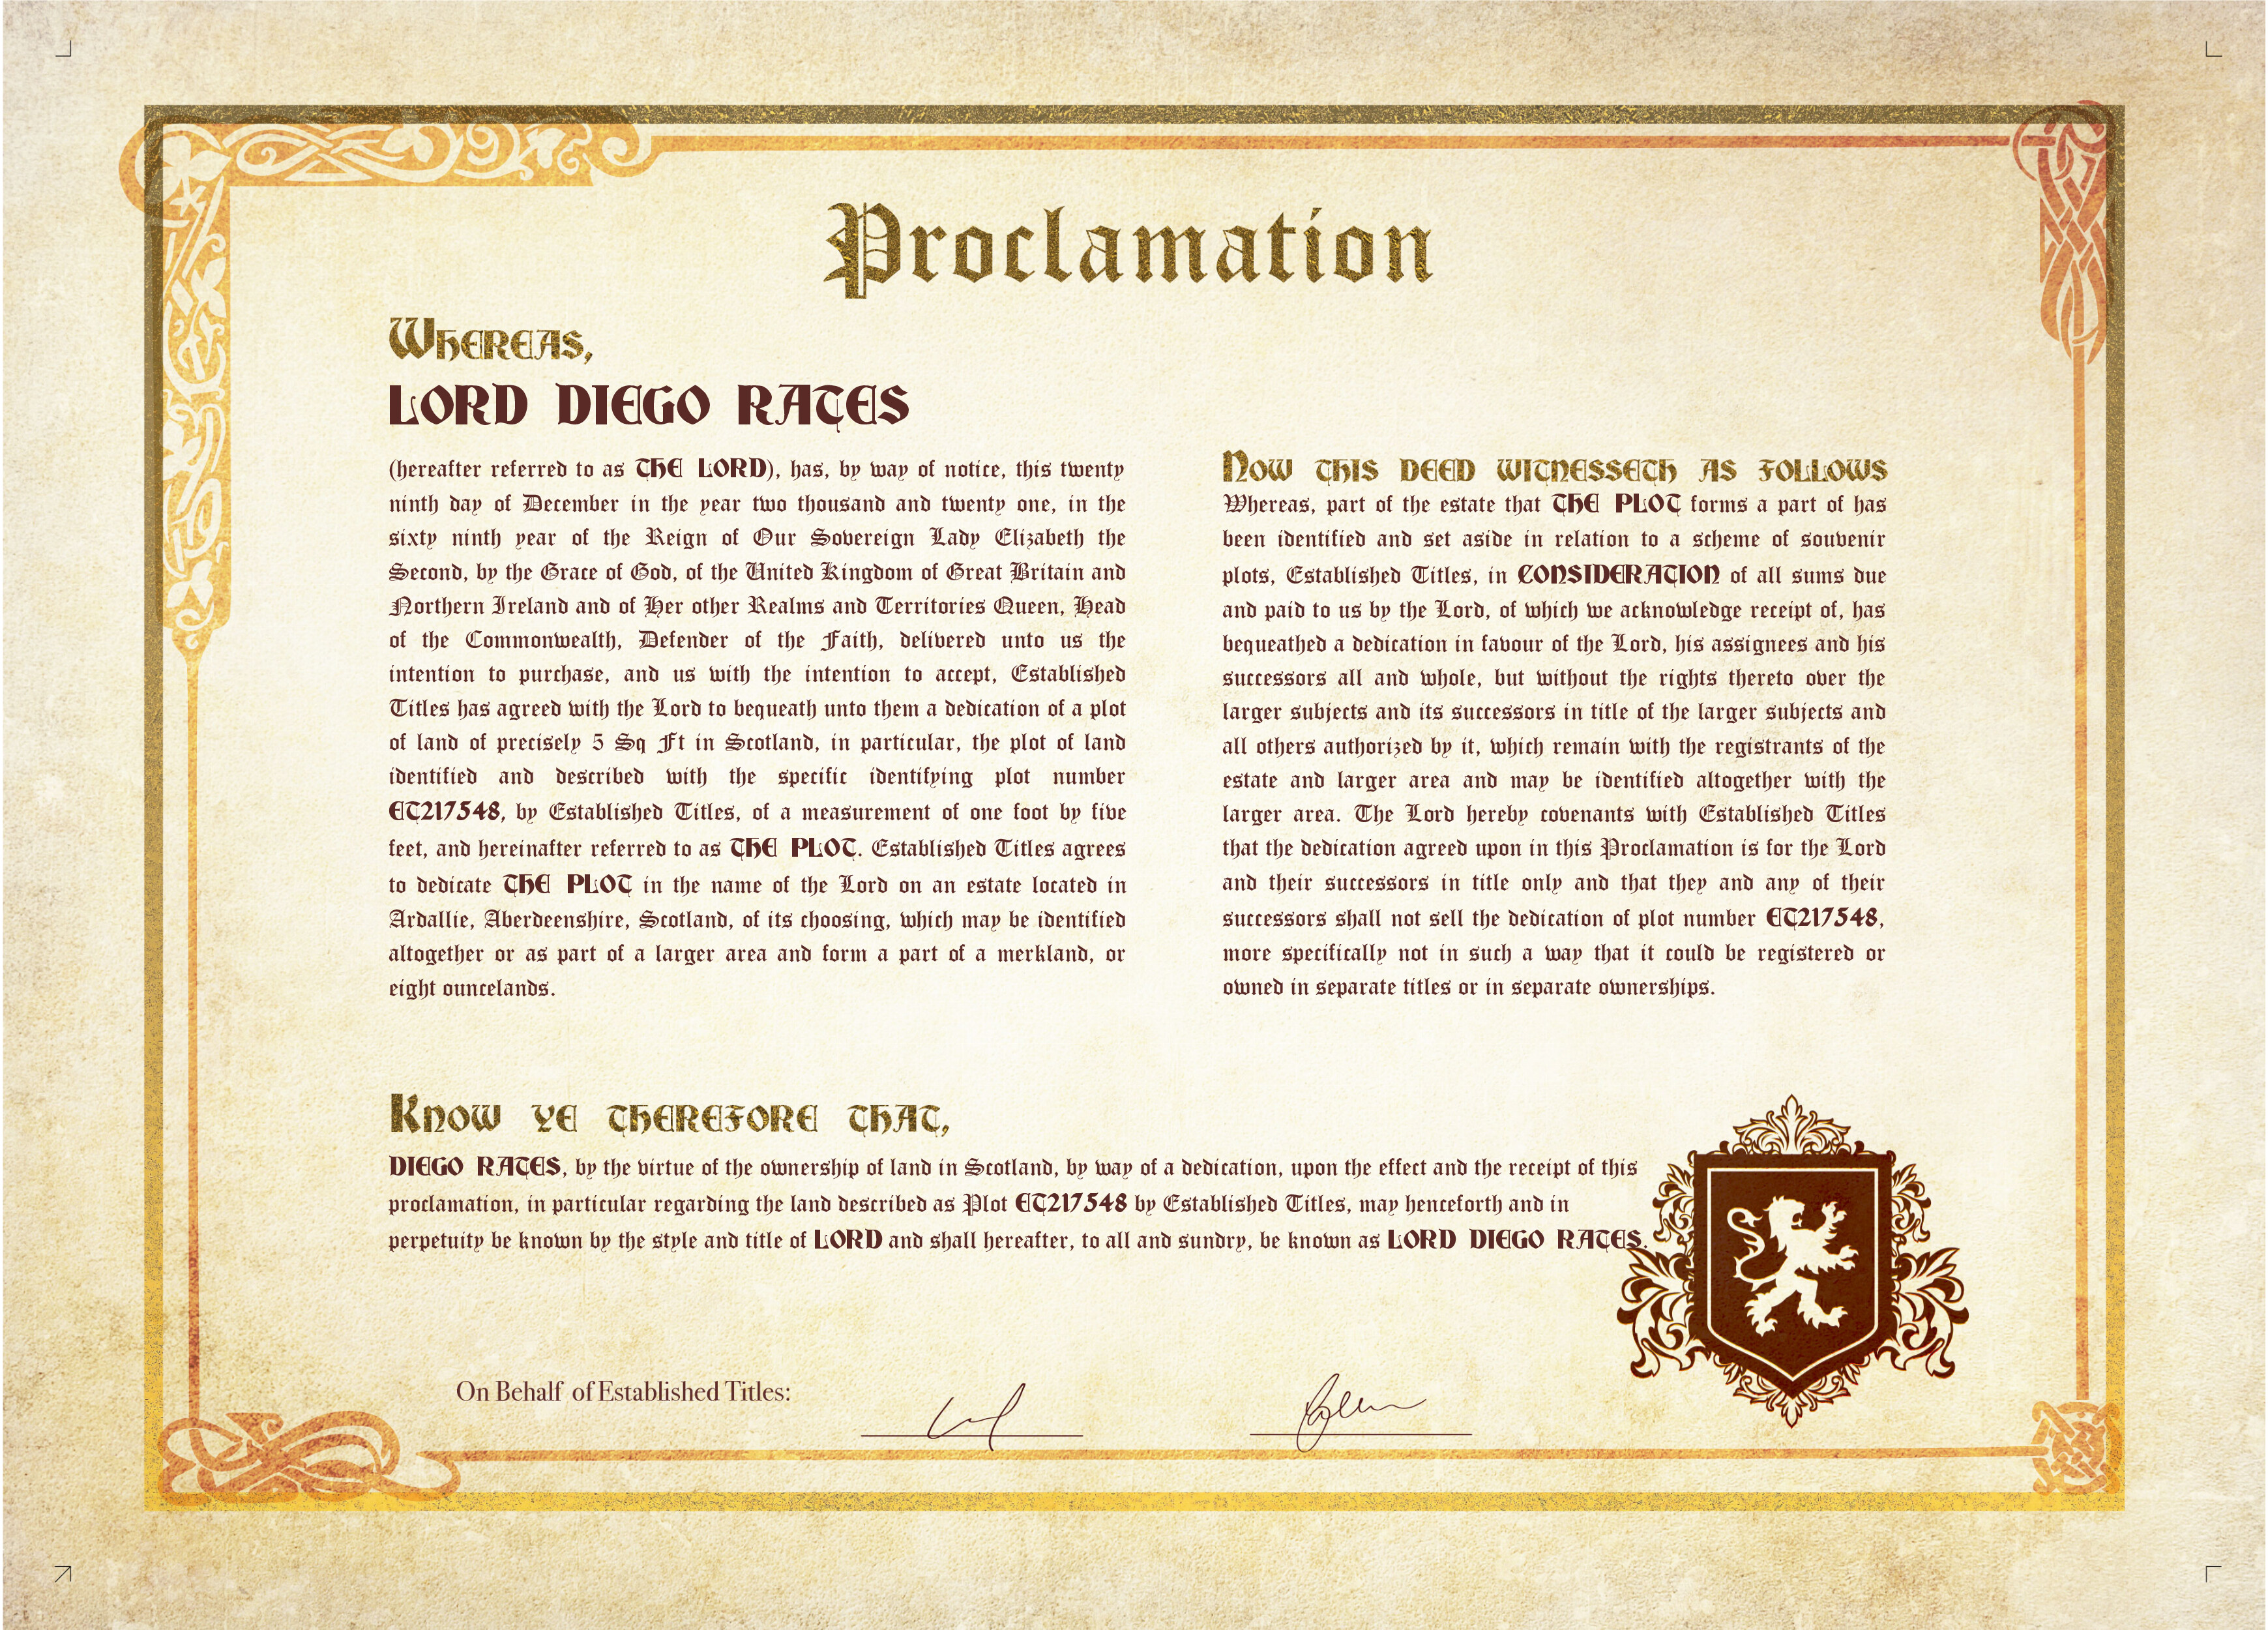 Proclamation
Whereas,
LORD DIEGO RATES
(hereafter referred to as THE LORD), has, by way of notice, this twenty
ninth day of December in the year two thousand and twenty one, in the
sixty ninth year of the Reign of Our Sovereign Lady Elizabeth the
Second, by the Grace of God, of the United Kingdom of Great Britain and
Northern Ireland and of Her other Realms and Territories Queen, Head
of the Commonwealth, Defender of the Faith, delivered unto us the
intention to purchase, and us with the intention to accept, Established
Titles has agreed with the Lord to bequeath unto them a dedication of a plot
of land of precisely 5 Sq Ft in Scotland, in particular, the plot of land
identified and described with the specific identifying plot number
ET217548, by Established Titles, of a measurement of one foot by five
feet, and hereinafter referred to as THE PLOT. Established Titles agrees
to dedicate THE PLOT in the name of the Lord on an estate located in
Ardallie, Aberdeenshire, Scotland, of its choosing, which may be identified
altogether or as part of a larger area and form a part of a merkland, or
eight ouncelands.
Now this deed witnesseth as follows
Whereas, part of the estate that THE PLOT forms a part of has
been identified and set aside in relation to a scheme of souvenir
plots, Established Titles, in CONSIDERATION of all sums due
and paid to us by the Lord, of which we acknowledge receipt of, has
bequeathed a dedication in favour of the Lord, his assignees and his
successors all and whole, but without the rights thereto over the
larger subjects and its successors in title of the larger subjects and
all others authorized by it, which remain with the registrants of the
estate and larger area and may be identified altogether with the
larger area. The Lord hereby covenants with Established Titles
that the dedication agreed upon in this Proclamation is for the Lord
and their successors in title only and that they and any of their
successors shall not sell the dedication of plot number ET217548,
more specifically not in such a way that it could be registered or
owned in separate titles or in separate ownerships.
Know ye therefore that,
DIEGO RATES, by the virtue of the ownership of land in Scotland, by way of a dedication, upon the effect and the receipt of this
proclamation, in particular regarding the land described as Plot ET217548 by Established Titles, may henceforth and in
perpetuity be known by the style and title of LORD and shall hereafter, to all and sundry, be known as LORD DIEGO RATES.
On Behalf of Established Titles: